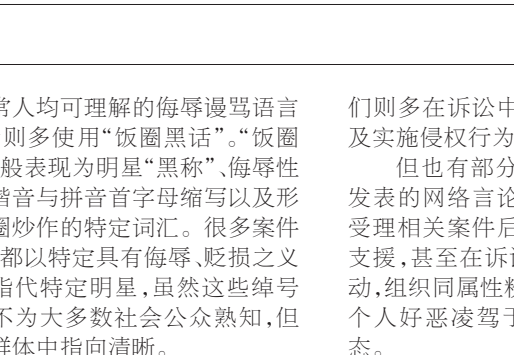 常人均可理解的侮辱谩骂语言
则多使用“饭圈黑话”。“饭圈
般表现为明星“黑称”、侮辱性
谐音与拼音首字母缩写以及形
圈炒作的特定词汇。很多案件
都以特定具有侮辱、贬损之义
指代特定明星,虽然这些绰号
不为大多数社会公众熟知,但
群体中指向清晰。
们则多在诉讼中
及实施侵权行为
但也有部分
发表的网络言论
受理相关案件后
支援,甚至在诉讼
动,组织同属性粉
个人好恶凌驾于
态。